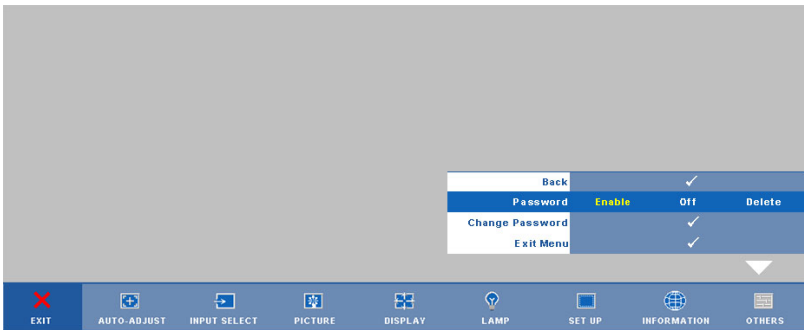 Back
Password Enable Off Delete
Change Password
Exit Menu
EXIT AUTO-ADJUST INPUT SELECT PICTURE DISPLAY LAMP SET UP INFORMATION OTHERS